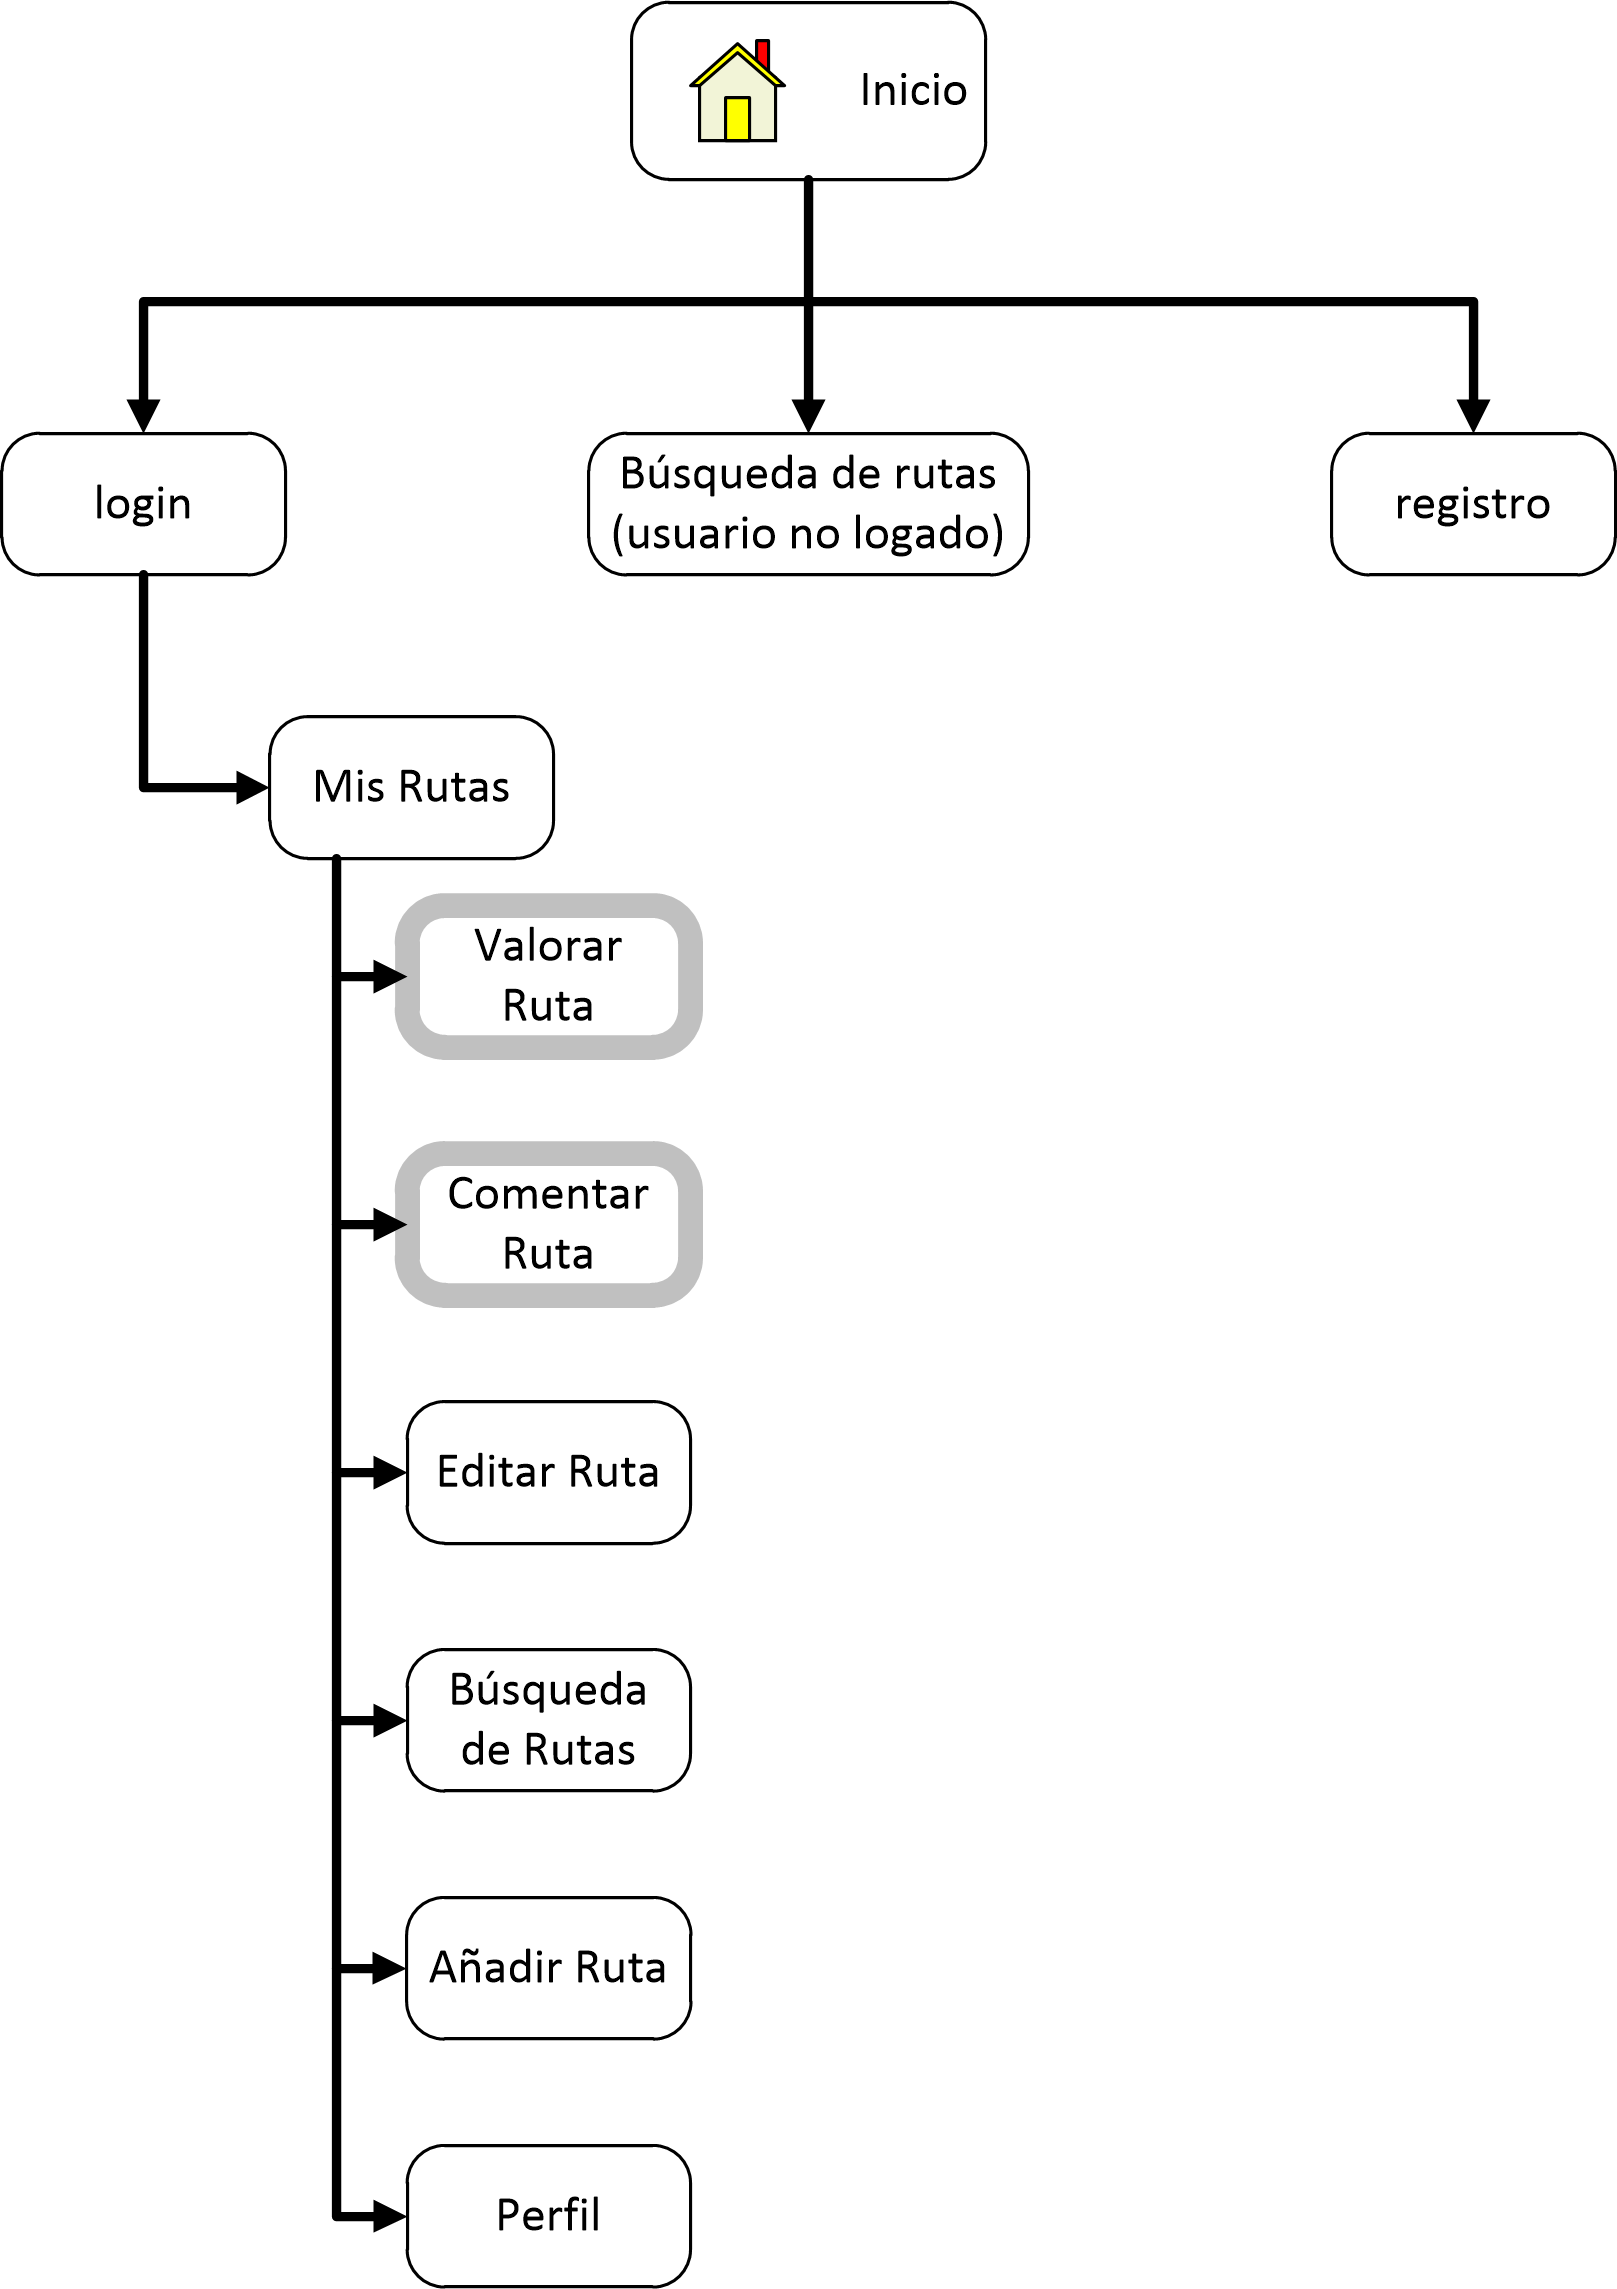 Inicio
login
Búsqueda de rutas
(usuario no logado)
registro
Mis Rutas
Valorar
Ruta
Comentar
Ruta
Editar Ruta
Búsqueda
de Rutas
Añadir Ruta
Perfil